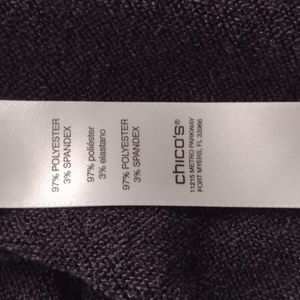 97% POLYESTER
3% SPANDEX
97% poliéster
3% elastano
97% POLYESTER
3% SPANDEX
chico's®
11215 METRO PARKWAY
FORT MYERS, FL 33966